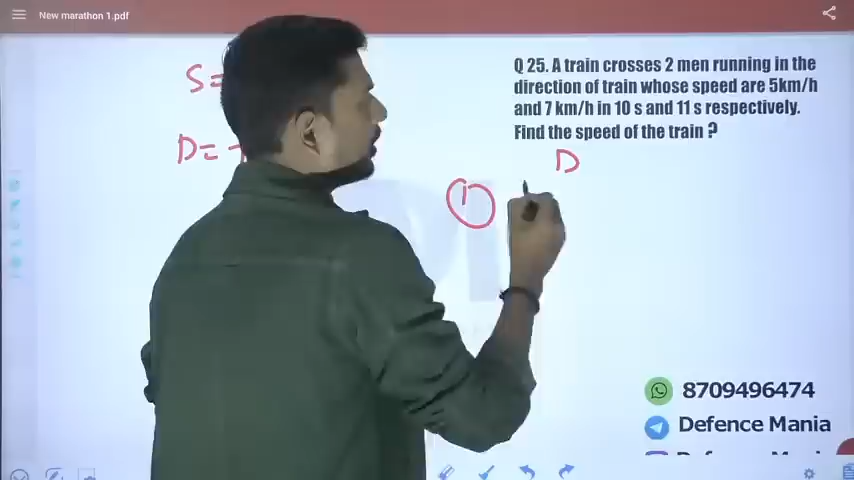 New marathon 1.pdf
S=
D=
Q 25. A train crosses 2 men running in the
direction of train whose speed are 5km/h
and 7 km/h in 10 s and 11 s respectively.
Find the speed of the train ?
D
1
8709496474
Defence Mania